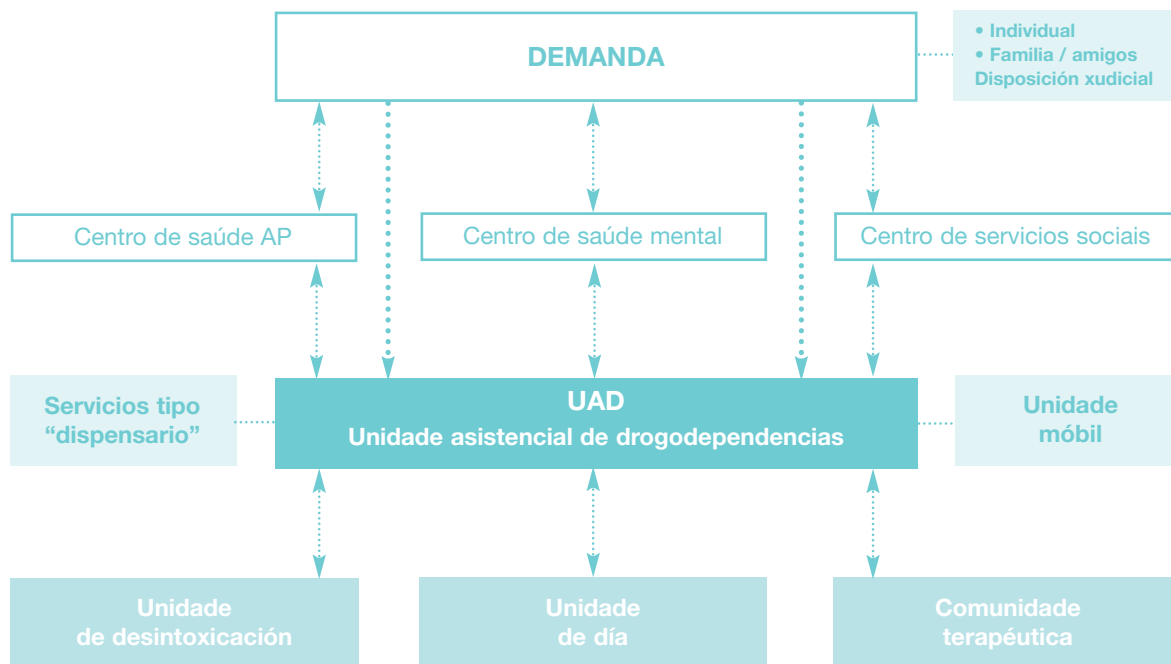 DEMANDA
• Individual
• Familia / amigos
Disposición xudicial
Centro de saúde AP
Centro de saúde mental
Centro de servicios sociais
Servicios tipo
“dispensario”
UAD
Unidade asistencial de drogodependencias
Unidade
móbil
Unidade
de desintoxicación
Unidade
de día
Comunidade
terapéutica